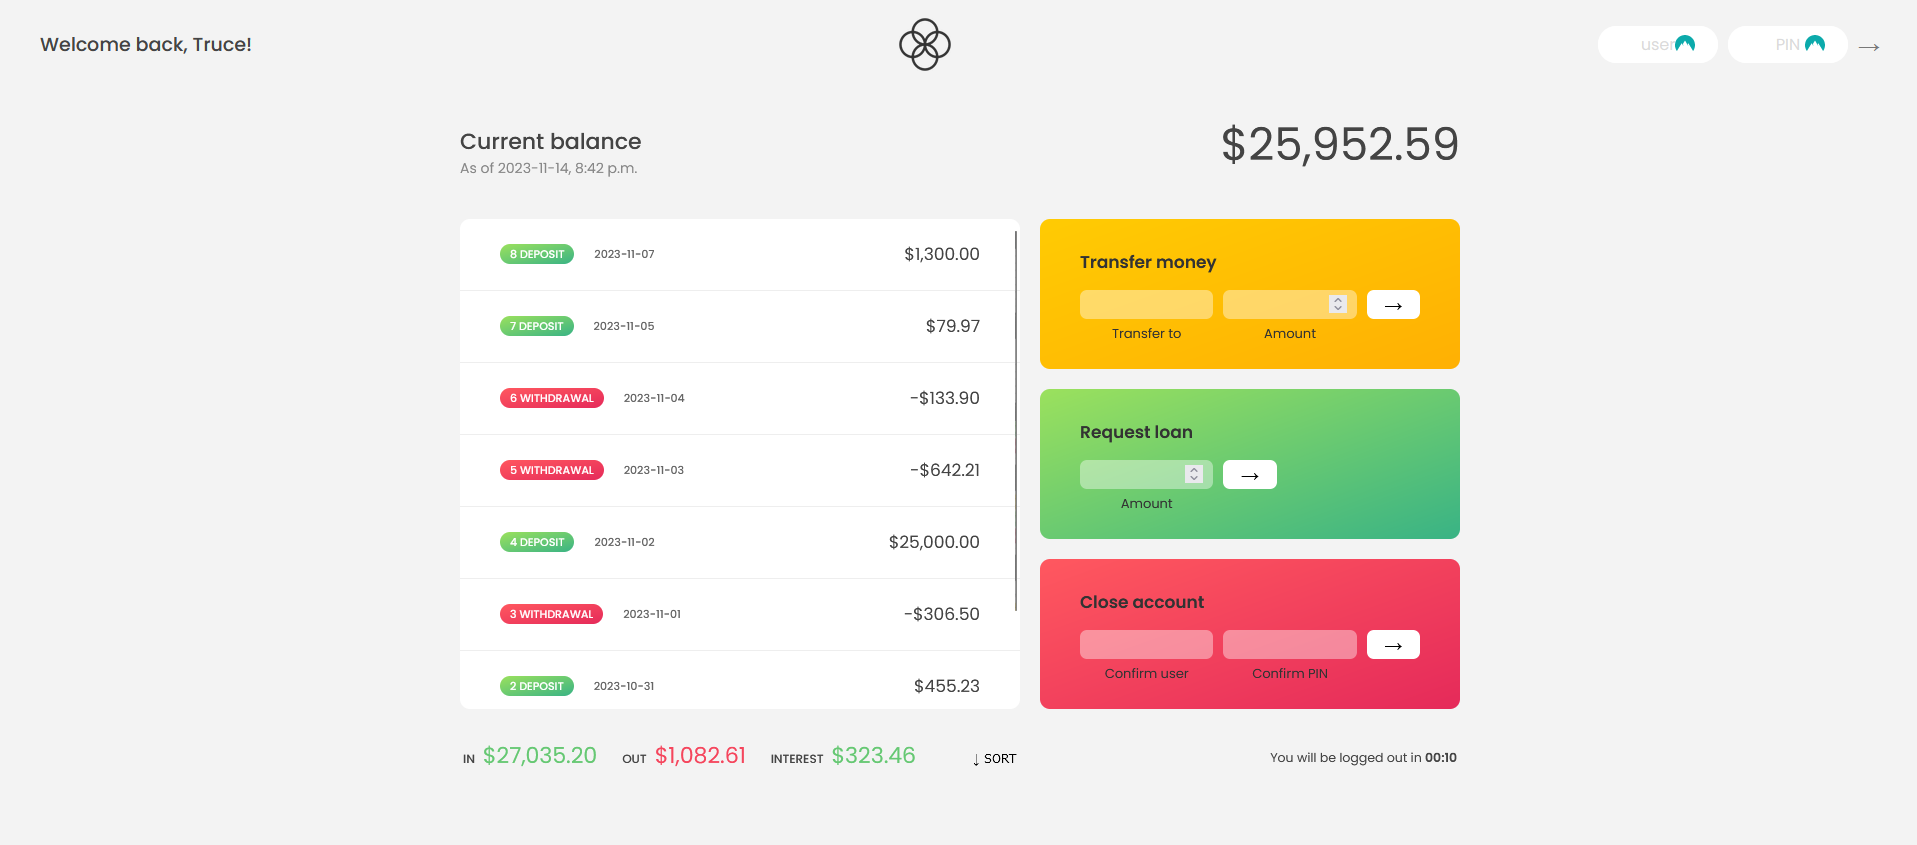 Welcome back, Truce!
user
PIN
→
Current balance
$25,952.59
As of 2023-11-14, 8:42 p.m.
8 DEPOSIT 2023-11-07 $1,300.00
7 DEPOSIT 2023-11-05 $79.97
6 WITHDRAWAL 2023-11-04 -$133.90
5 WITHDRAWAL 2023-11-03 -$642.21
4 DEPOSIT 2023-11-02 $25,000.00
3 WITHDRAWAL 2023-11-01 -$306.50
2 DEPOSIT 2023-10-31 $455.23
Transfer money
→
Transfer to Amount
Request loan
→
Amount
Close account
→
Confirm user Confirm PIN
IN $27,035.20 OUT $1,082.61 INTEREST $323.46 ↓ SORT
You will be logged out in 00:10